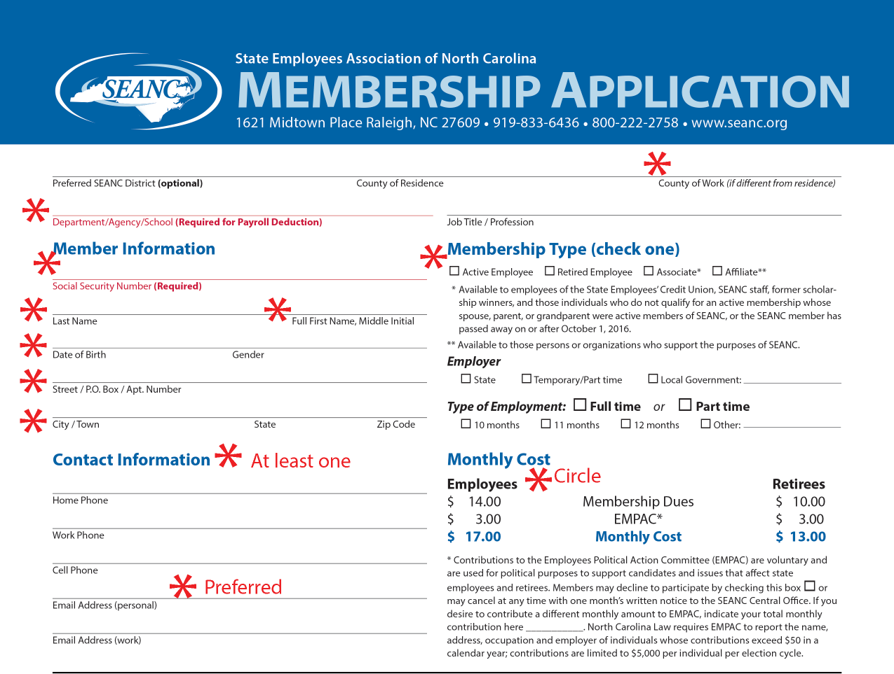 SEANC
State Employees Association of North Carolina
MEMBERSHIP APPLICATION
1621 Midtown Place Raleigh, NC 27609 • 919-833-6436 • 800-222-2758 • www.seanc.org
*
Preferred SEANC District (optional) County of Residence County of Work (if different from residence)
*
Department/Agency/School (Required for Payroll Deduction) Job Title / Profession
Member Information
*
Social Security Number (Required)
* *
Last Name Full First Name, Middle Initial
*
Date of Birth Gender
*
Street / P.O. Box / Apt. Number
*
City / Town State Zip Code
Contact Information * At least one
Home Phone
Work Phone
Cell Phone
* Preferred
Email Address (personal)
Email Address (work)
* Membership Type (check one)
☐ Active Employee ☐ Retired Employee ☐ Associate* ☐ Affiliate**
* Available to employees of the State Employees' Credit Union, SEANC staff, former scholar-
ship winners, and those individuals who do not qualify for an active membership whose
spouse, parent, or grandparent were active members of SEANC, or the SEANC member has
passed away on or after October 1, 2016.
** Available to those persons or organizations who support the purposes of SEANC.
Employer
☐ State ☐ Temporary/Part time ☐ Local Government: ____________________
Type of Employment: ☐ Full time or ☐ Part time
☐ 10 months ☐ 11 months ☐ 12 months ☐ Other: ____________________
Monthly Cost
* Circle
Employees Retirees
$ 14.00 Membership Dues $ 10.00
$ 3.00 EMPAC* $ 3.00
$ 17.00 Monthly Cost $ 13.00
* Contributions to the Employees Political Action Committee (EMPAC) are voluntary and
are used for political purposes to support candidates and issues that affect state
employees and retirees. Members may decline to participate by checking this box ☐ or
may cancel at any time with one month's written notice to the SEANC Central Office. If you
desire to contribute a different monthly amount to EMPAC, indicate your total monthly
contribution here ____________. North Carolina Law requires EMPAC to report the name,
address, occupation and employer of individuals whose contributions exceed $50 in a
calendar year; contributions are limited to $5,000 per individual per election cycle.